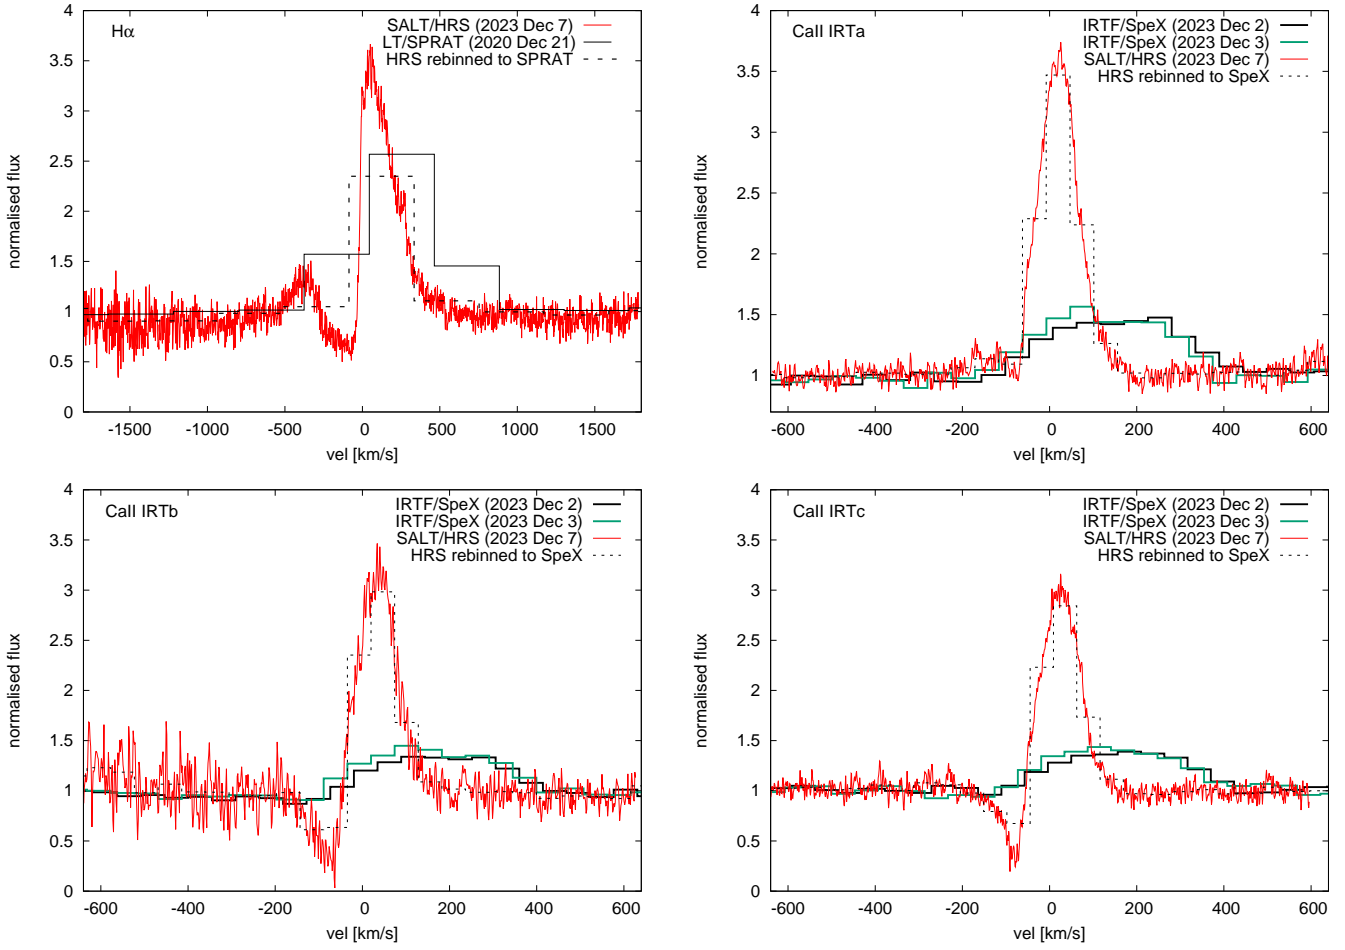 Hα
SALT/HRS (2023 Dec 7)
LT/SPRAT (2020 Dec 21)
HRS rebinned to SPRAT
normalised flux
4
3.5
3
2.5
2
1.5
1
0.5
0
-1500 -1000 -500 0 500 1000 1500
vel [km/s]
CaII IRTa
IRTF/SpeX (2023 Dec 2)
IRTF/SpeX (2023 Dec 3)
SALT/HRS (2023 Dec 7)
HRS rebinned to SpeX
normalised flux
4
3.5
3
2.5
2
1.5
1
-600 -400 -200 0 200 400 600
vel [km/s]
CaII IRTb
IRTF/SpeX (2023 Dec 2)
IRTF/SpeX (2023 Dec 3)
SALT/HRS (2023 Dec 7)
HRS rebinned to SpeX
normalised flux
4
3.5
3
2.5
2
1.5
1
0.5
0
-600 -400 -200 0 200 400 600
vel [km/s]
CaII IRTc
IRTF/SpeX (2023 Dec 2)
IRTF/SpeX (2023 Dec 3)
SALT/HRS (2023 Dec 7)
HRS rebinned to SpeX
normalised flux
4
3.5
3
2.5
2
1.5
1
0.5
0
-600 -400 -200 0 200 400 600
vel [km/s]